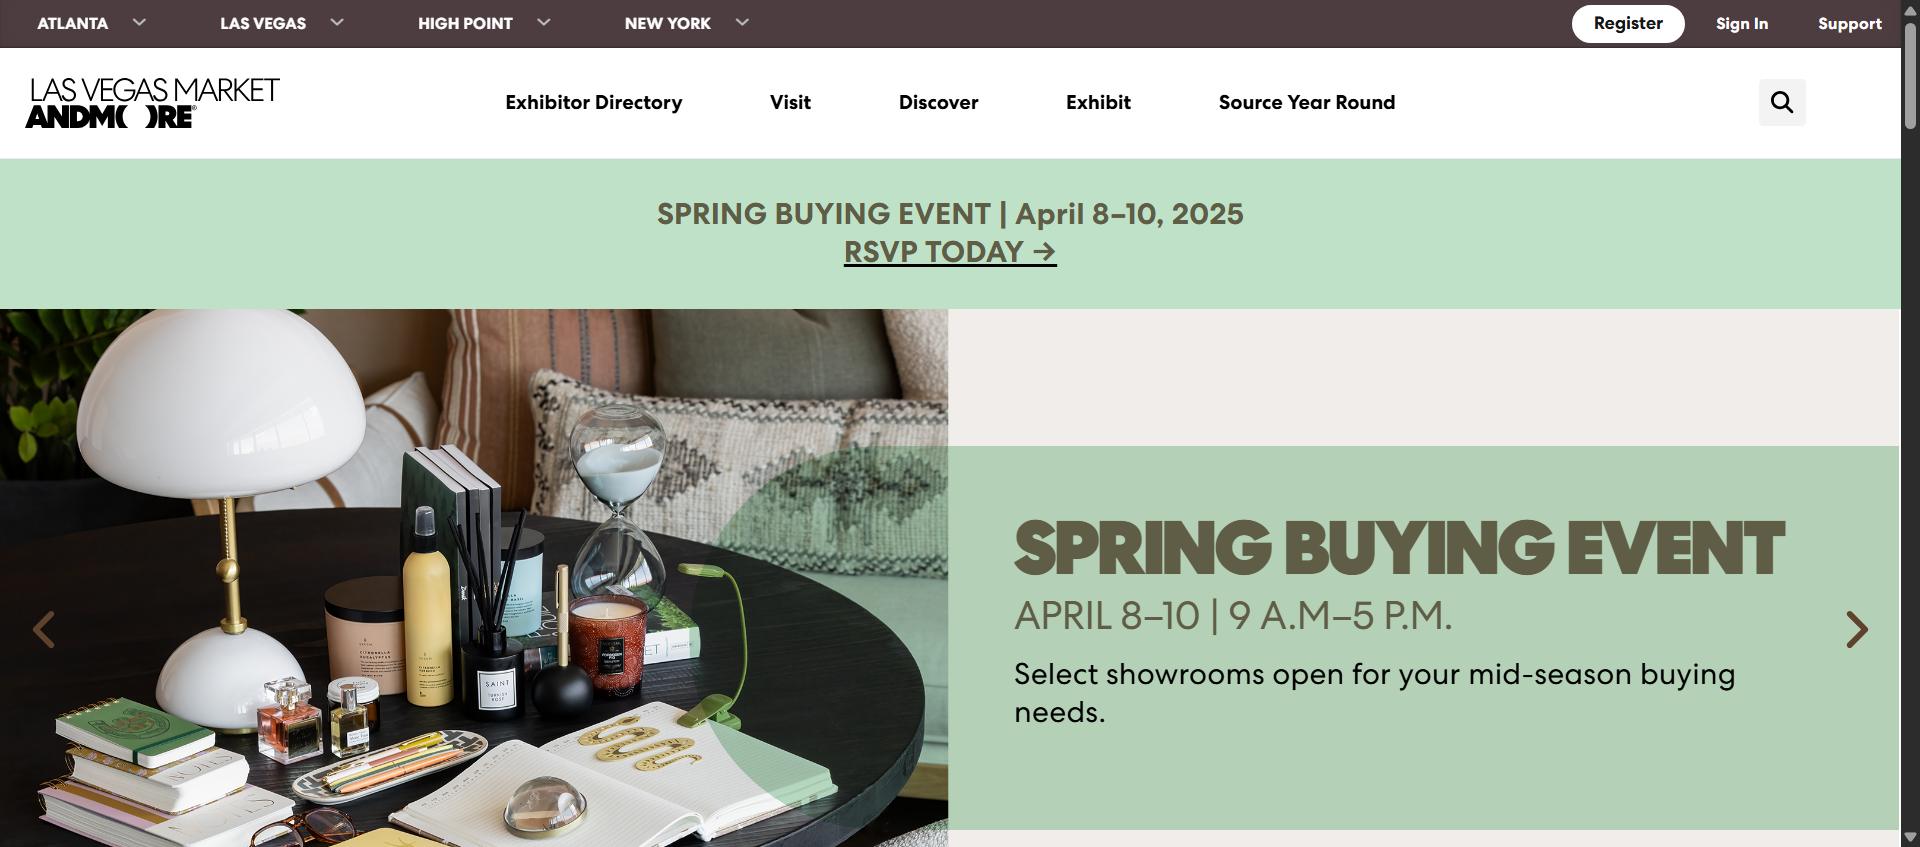 ATLANTA
LAS VEGAS
HIGH POINT
NEW YORK
Register
Sign In
Support
LAS VEGAS MARKET
ANDMORE®
Exhibitor Directory
Visit
Discover
Exhibit
Source Year Round
SPRING BUYING EVENT | April 8–10, 2025
RSVP TODAY →
SPRING BUYING EVENT
APRIL 8–10 | 9 A.M–5 P.M.
Select showrooms open for your mid-season buying
needs.
SAINT
NOTES